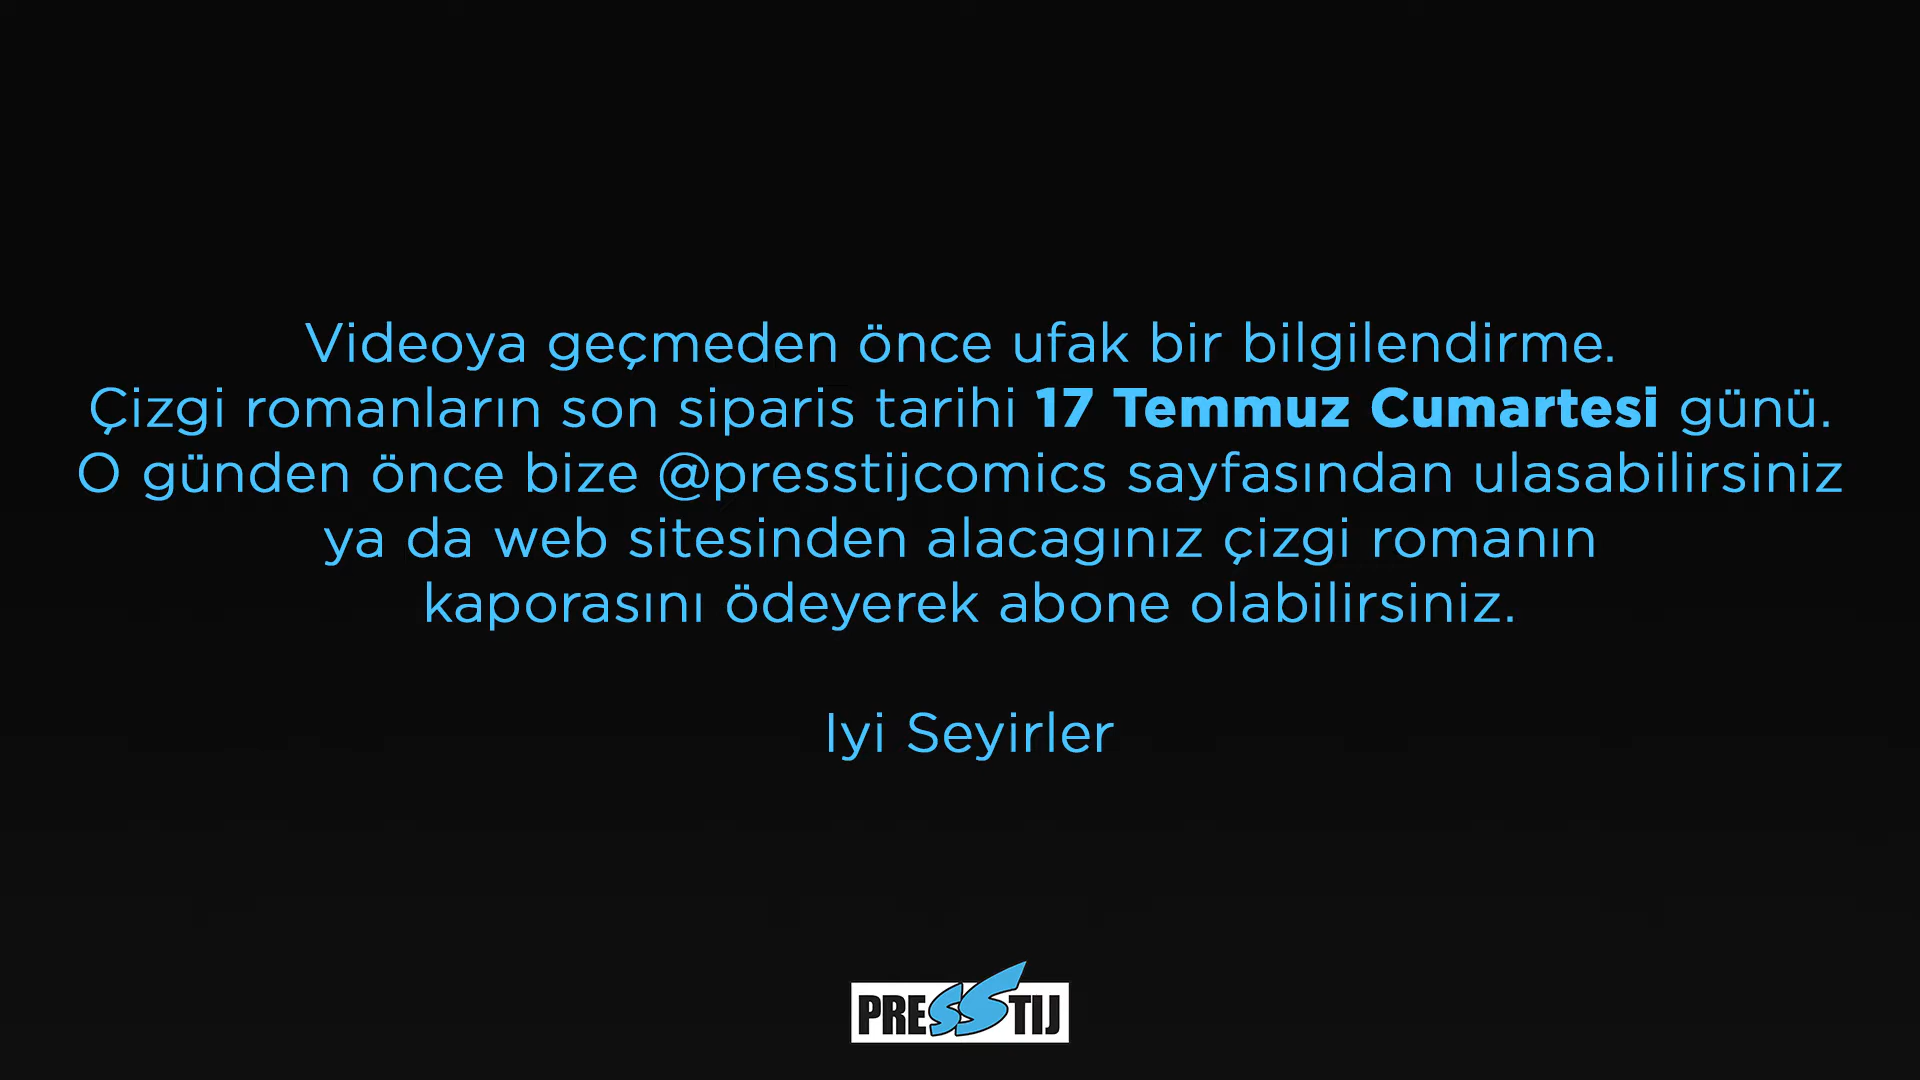 Videoya geçmeden önce ufak bir bilgilendirme.
Çizgi romanların son siparis tarihi 17 Temmuz Cumartesi günü.
O günden önce bize @presstijcomics sayfasından ulasabilirsiniz
ya da web sitesinden alacagınız çizgi romanın
kaporasını ödeyerek abone olabilirsiniz.
Iyi Seyirler
PRESSTIJ